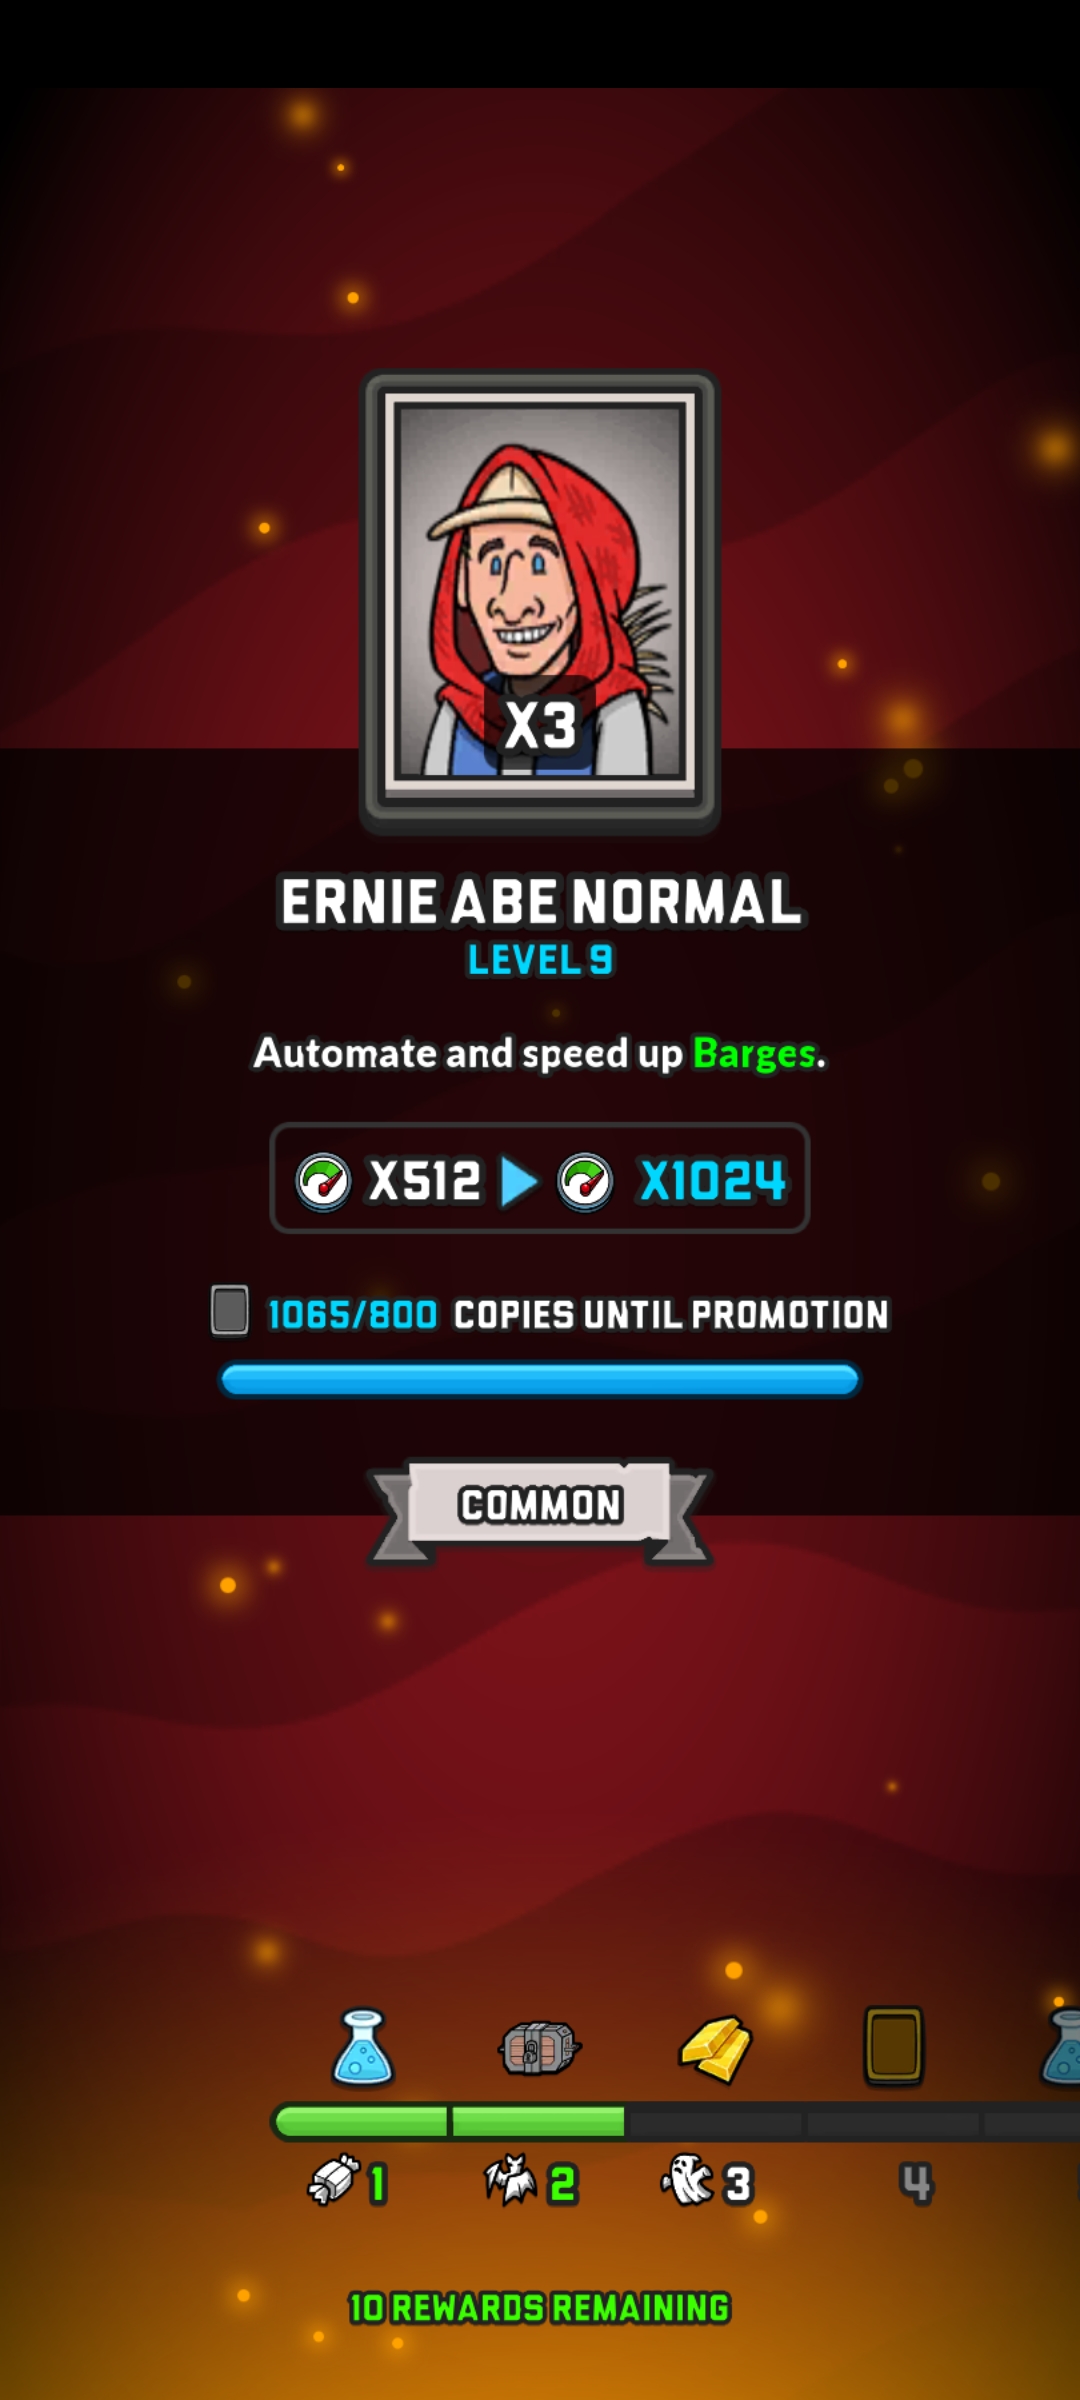 X3
ERNIE ABE NORMAL
LEVEL 9
Automate and speed up Barges.
X512 X1024
1065/800 COPIES UNTIL PROMOTION
COMMON
1 2 3 4
10 REWARDS REMAINING